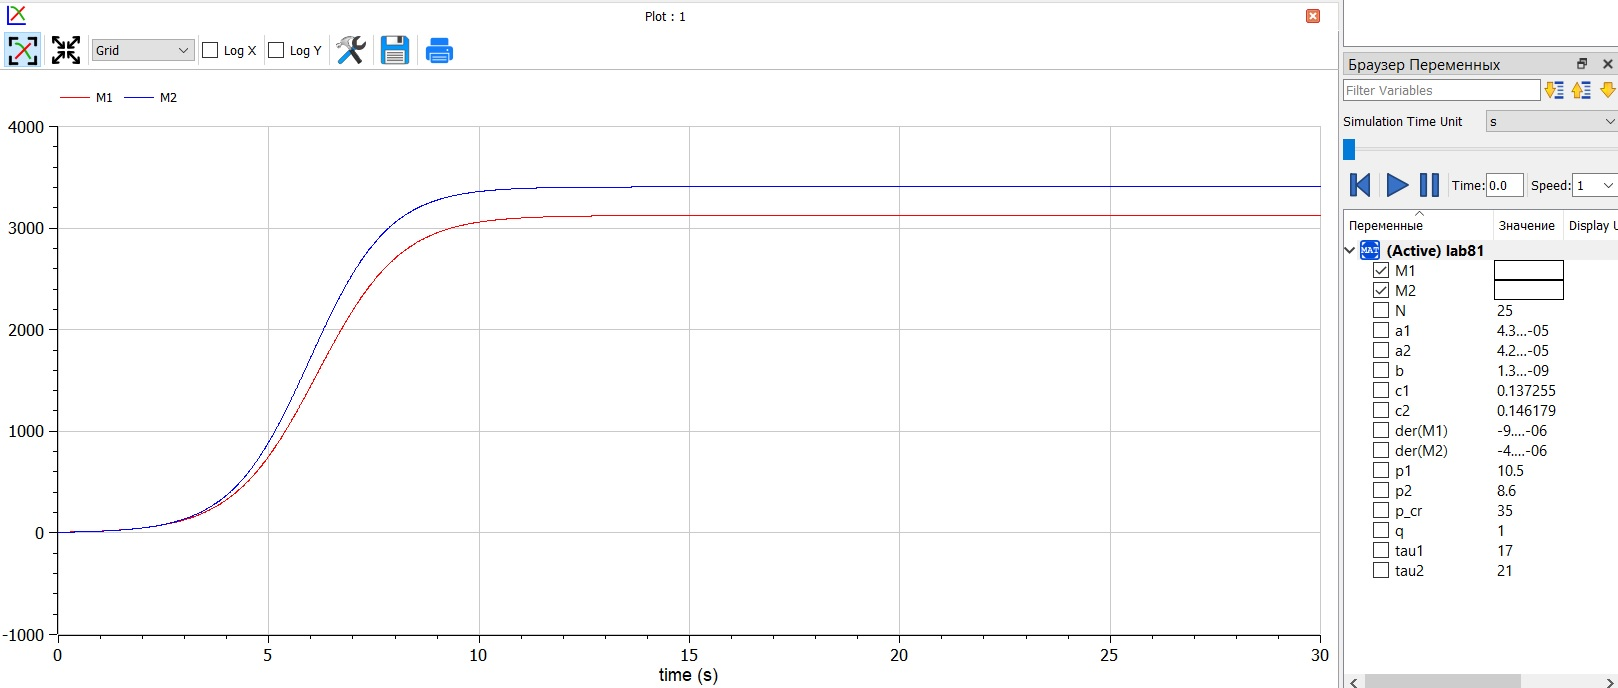 Plot : 1
Grid Log X Log Y
M1 M2
4000
3000
2000
1000
0
-1000
0 5 10 15 20 25 30
time (s)
Браузер Переменных
Filter Variables
Simulation Time Unit s
Time: 0.0 Speed: 1
Переменные Значение Display U
MAT (Active) lab81
M1
M2
N 25
a1 4.3...-05
a2 4.2...-05
b 1.3...-09
c1 0.137255
c2 0.146179
der(M1) -9....-06
der(M2) -4....-06
p1 10.5
p2 8.6
p_cr 35
q 1
tau1 17
tau2 21